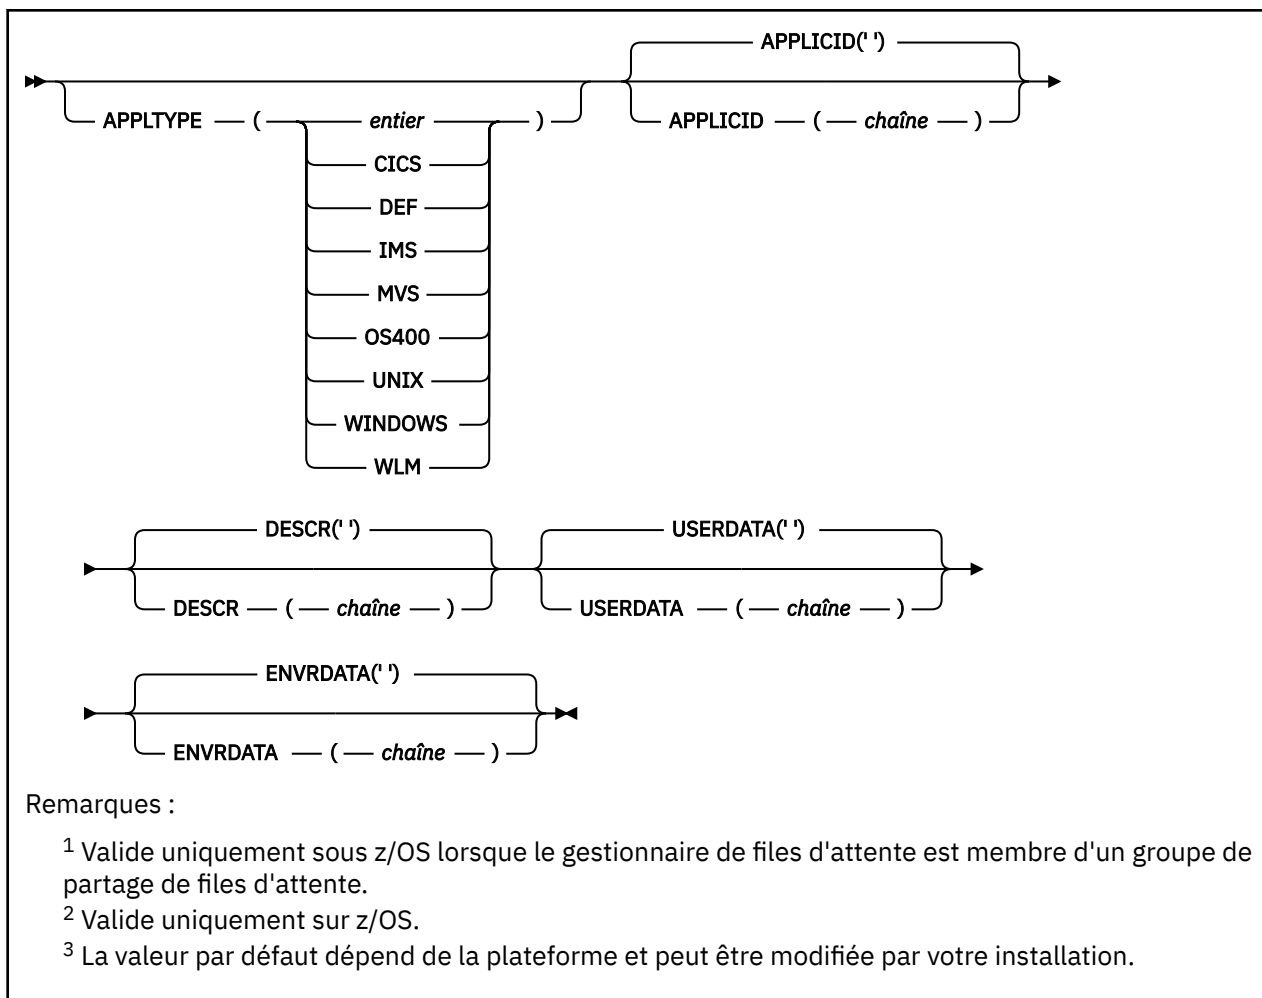 APPLICID(' ')
APPLTYPE ( entier )
APPLICID ( chaîne )
CICS
DEF
IMS
MVS
OS400
UNIX
WINDOWS
WLM
DESCR(' ') USERDATA(' ')
DESCR ( chaîne ) USERDATA ( chaîne )
ENVRDATA(' ')
ENVRDATA ( chaîne )
Remarques :
1 Valide uniquement sous z/OS lorsque le gestionnaire de files d'attente est membre d'un groupe de
partage de files d'attente.
2 Valide uniquement sur z/OS.
3 La valeur par défaut dépend de la plateforme et peut être modifiée par votre installation.